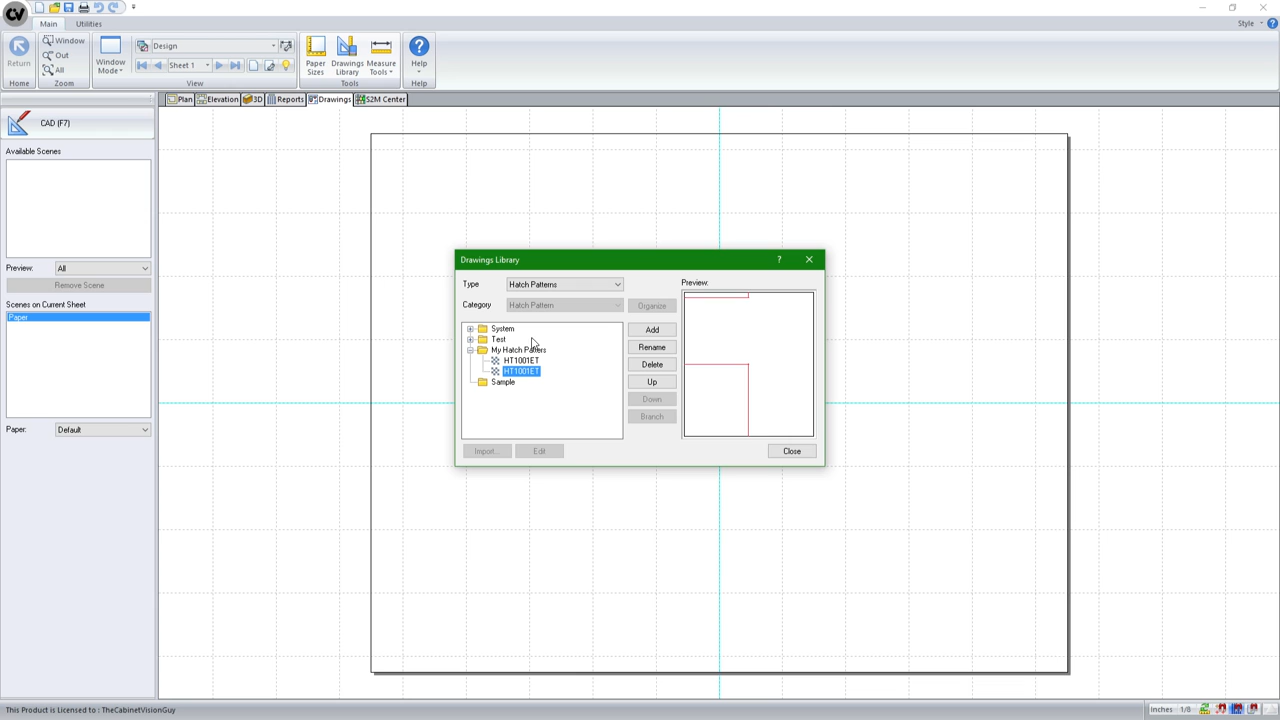 CV
Main
Utilities
Style
Return
Window
Out
All
Window
Mode
Design
Sheet 1
Paper
Sizes
Drawings
Library
Measure
Tools
Help
Home
Zoom
View
Tools
Help
Plan
Elevation
3D
Reports
Drawings
S2M Center
CAD (F7)
Available Scenes
Preview:
All
Remove Scene
Scenes on Current Sheet
Paper
Paper:
Default
Drawings Library
?
Type
Hatch Patterns
Category
Hatch Pattern
Organize
System
Test
My Hatch Patters
HT1001ET
HT1001ET
Sample
Add
Rename
Delete
Up
Down
Branch
Import...
Edit
Preview:
Close
This Product is Licensed to : TheCabinetVisionGuy
Inches
1/8